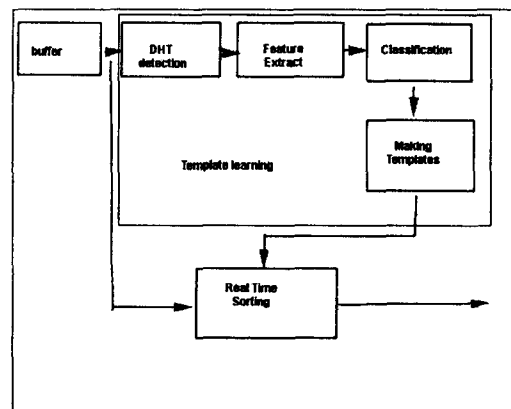 buffer
DHT
detection
Feature
Extract
Classification
Making
Templates
Template learning
Real Time
Sorting